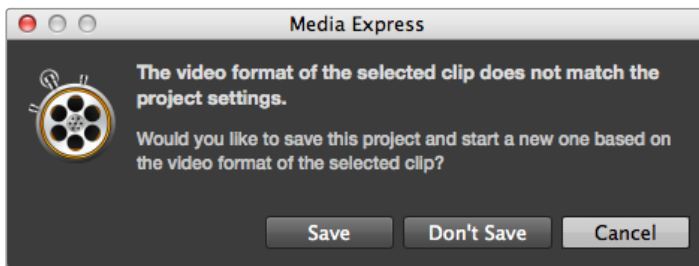 Media Express
The video format of the selected clip does not match the
project settings.
Would you like to save this project and start a new one based on
the video format of the selected clip?
Save Don't Save Cancel